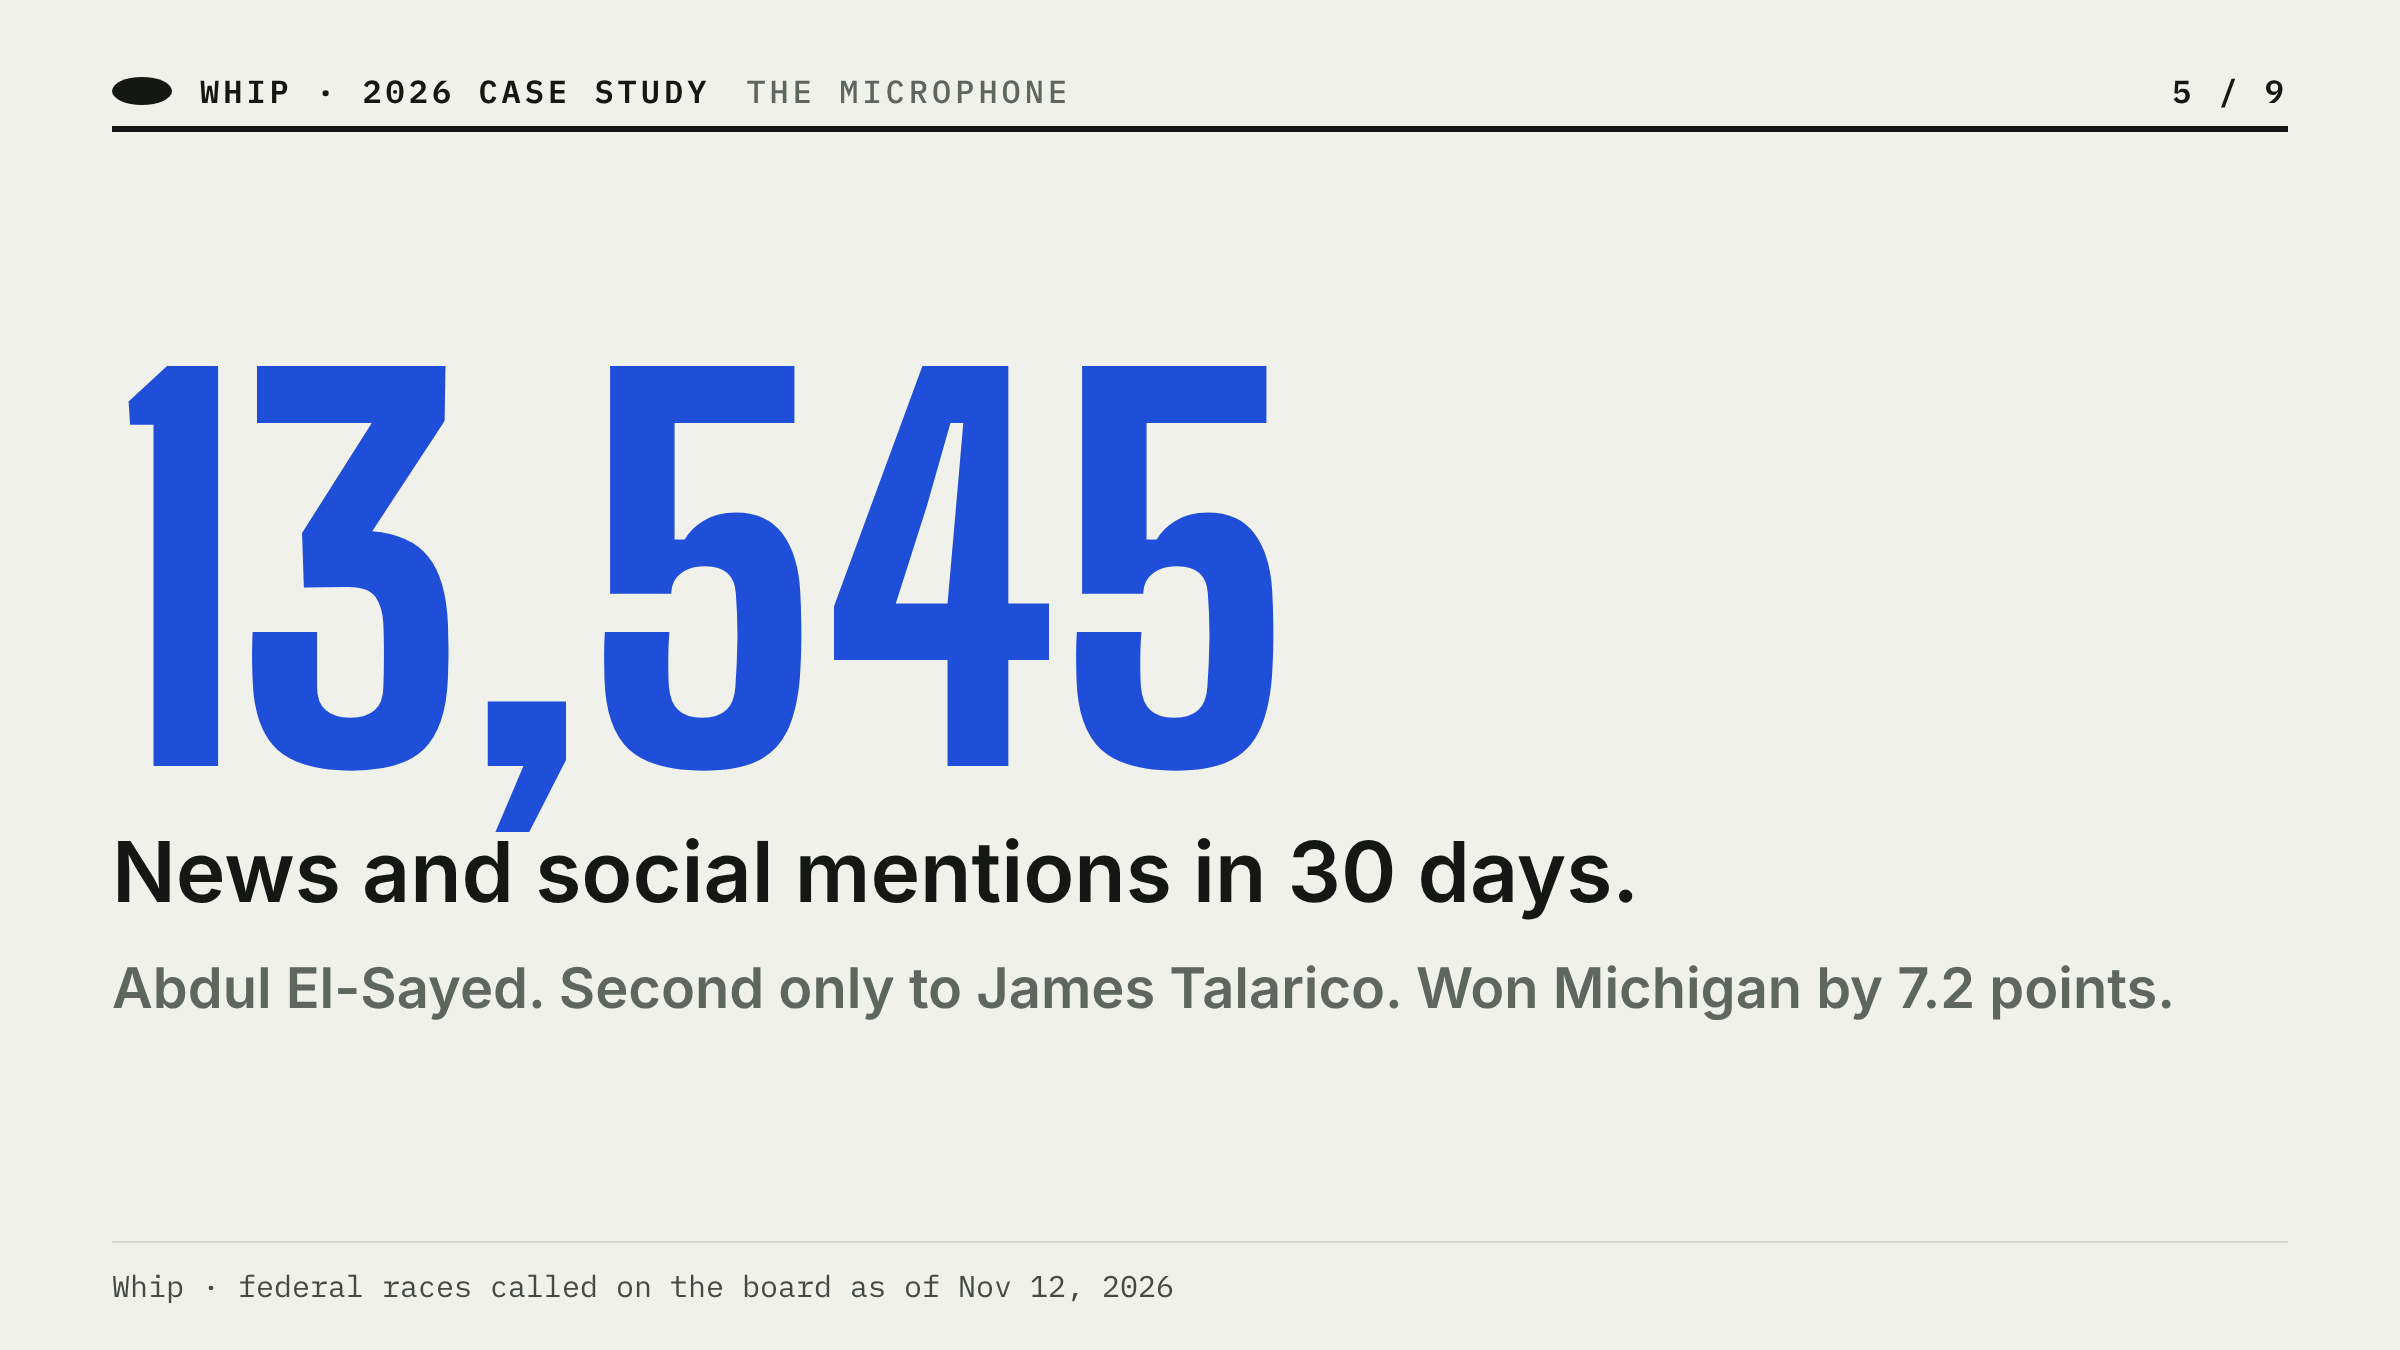 WHIP · 2026 CASE STUDY THE MICROPHONE 5 / 9
13,545
News and social mentions in 30 days.
Abdul El-Sayed. Second only to James Talarico. Won Michigan by 7.2 points.
Whip · federal races called on the board as of Nov 12, 2026